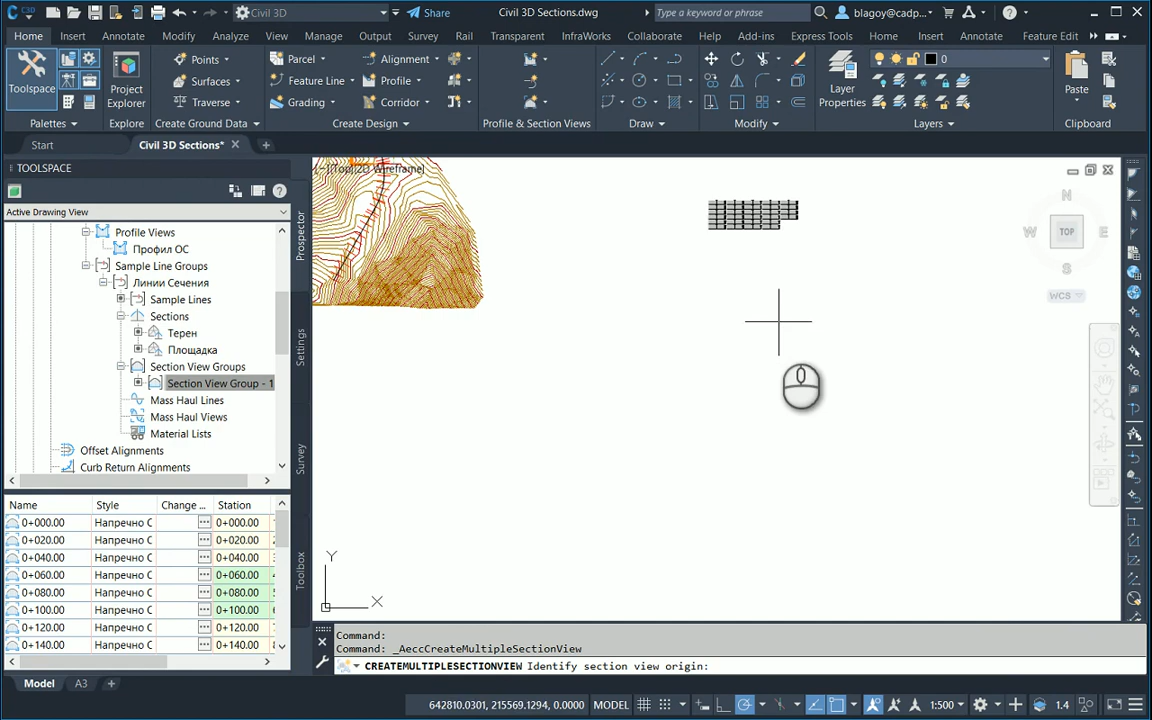 C3D
Civil 3D
Share
Civil 3D Sections.dwg
Type a keyword or phrase
blagoy@cadp...
Home
Insert
Annotate
Modify
Analyze
View
Manage
Output
Survey
Rail
Transparent
InfraWorks
Collaborate
Help
Add-ins
Express Tools
Home
Insert
Annotate
Feature Edit
Toolspace
Project
Explorer
Points
Surfaces
Traverse
Parcel
Feature Line
Grading
Alignment
Profile
Corridor
Layer
Properties
0
Paste
Palettes
Explore
Create Ground Data
Create Design
Profile & Section Views
Draw
Modify
Layers
Clipboard
Start
Civil 3D Sections*
TOOLSPACE
Active Drawing View
Profile Views
Профил ОС
Sample Line Groups
Линии Сечения
Sample Lines
Sections
Терен
Площадка
Section View Groups
Section View Group - 1
Mass Haul Lines
Mass Haul Views
Material Lists
Offset Alignments
Curb Return Alignments
Prospector
Settings
Survey
Toolbox
Name Style Change ... Station
0+000.00 Напречно С ... 0+000.00
0+020.00 Напречно С ... 0+020.00
0+040.00 Напречно С ... 0+040.00
0+060.00 Напречно С ... 0+060.00
0+080.00 Напречно С ... 0+080.00
0+100.00 Напречно С ... 0+100.00
0+120.00 Напречно С ... 0+120.00
0+140.00 Напречно С ... 0+140.00
[−][Top][2D Wireframe]
N
W
TOP
E
S
WCS
Y
X
Command:
Command: _AeccCreateMultipleSectionView
CREATEMULTIPLESECTIONVIEW Identify section view origin:
Model
A3
642810.0301, 215569.1294, 0.0000
MODEL
1:500
1.4